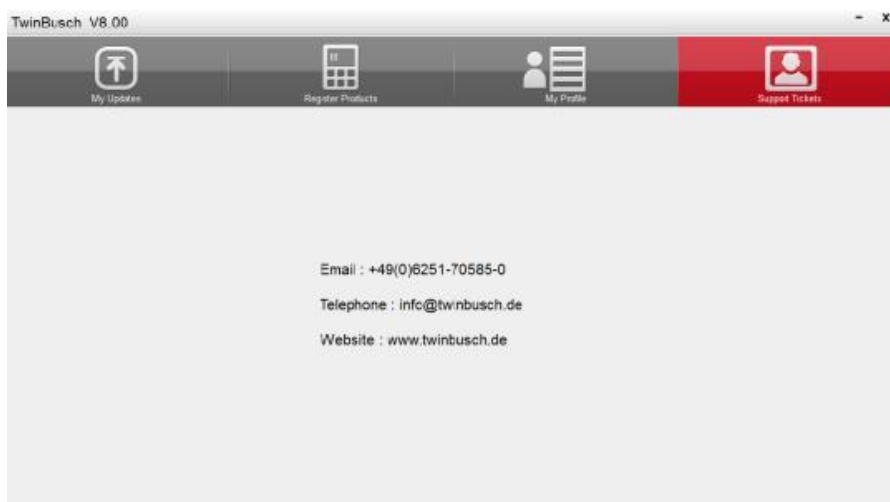 TwinBusch V8.00
My Updates
Register Products
My Profile
Support Tickets
Email : +49(0)6251-70585-0
Telephone : info@twinbusch.de
Website : www.twinbusch.de